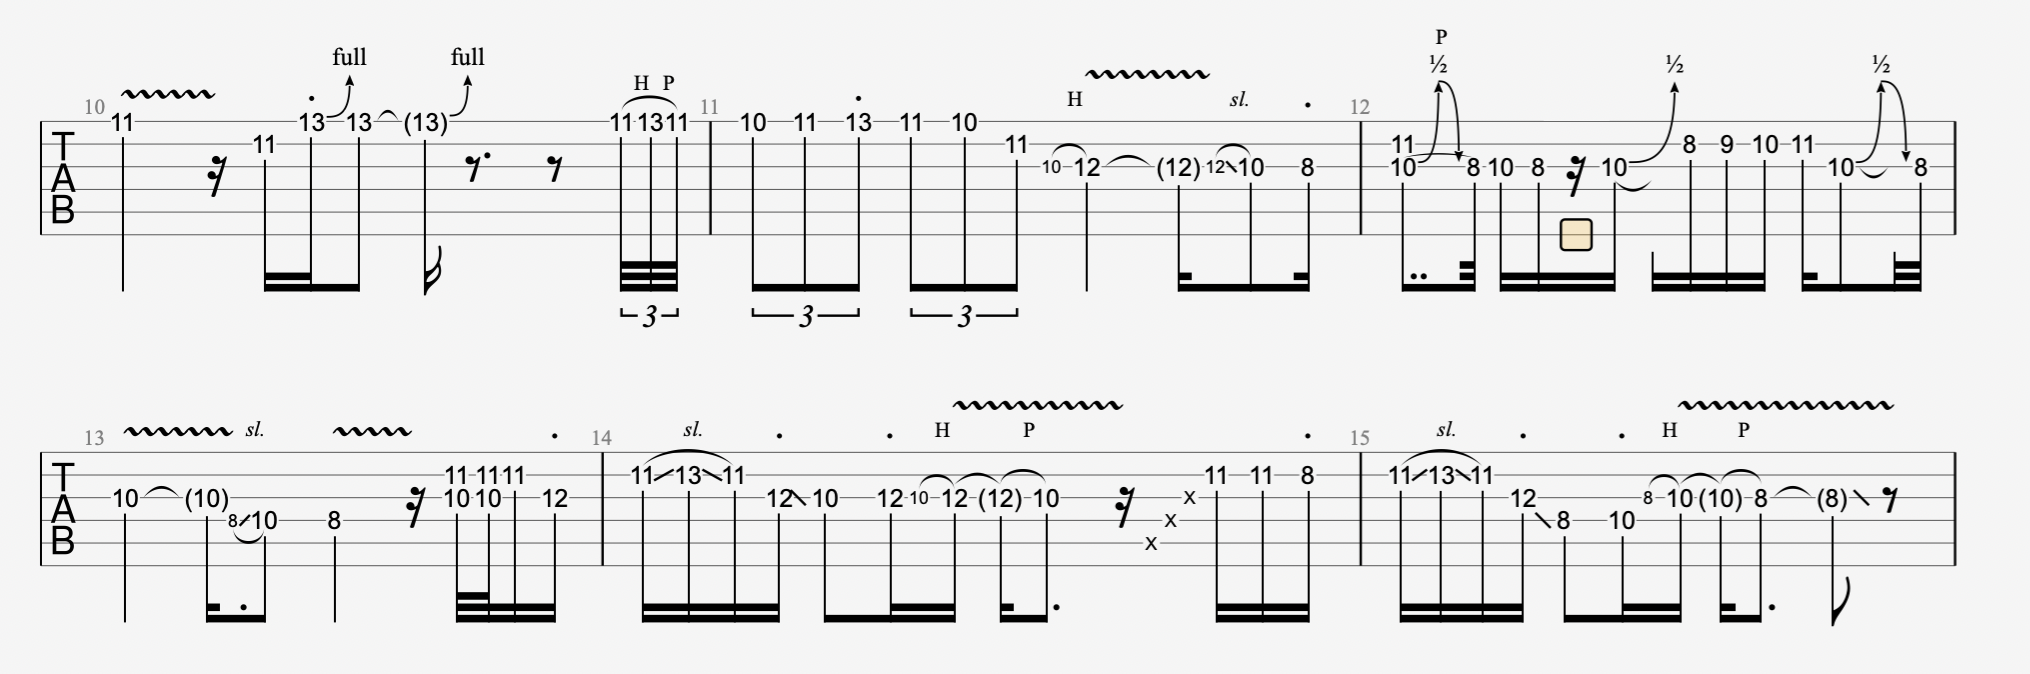 full full
H P
10 11 13 13 (13) 11 13 11
11
3
H sl.
11 10 11 13 11 10
11
10 12 (12) 12 10 8
3 3
P
½ ½ ½
12
11 8 9 10 11
10 8 10 8 10 10 8
TAB
sl.
13
11 11 11
10 (10) 10 10 12
8 10 8
sl. H P
14
11 13 11 11 11 8
12 10 12 10 12 (12) 10 x
x
x
sl. H P
15
11 13 11
12 8 10 (10) 8 (8)
8 10
TAB